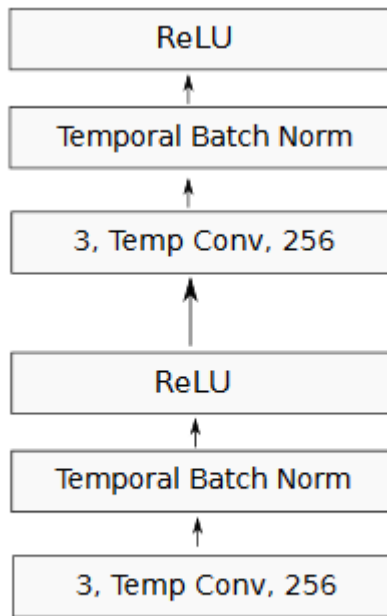 ReLU
Temporal Batch Norm
3, Temp Conv, 256
ReLU
Temporal Batch Norm
3, Temp Conv, 256